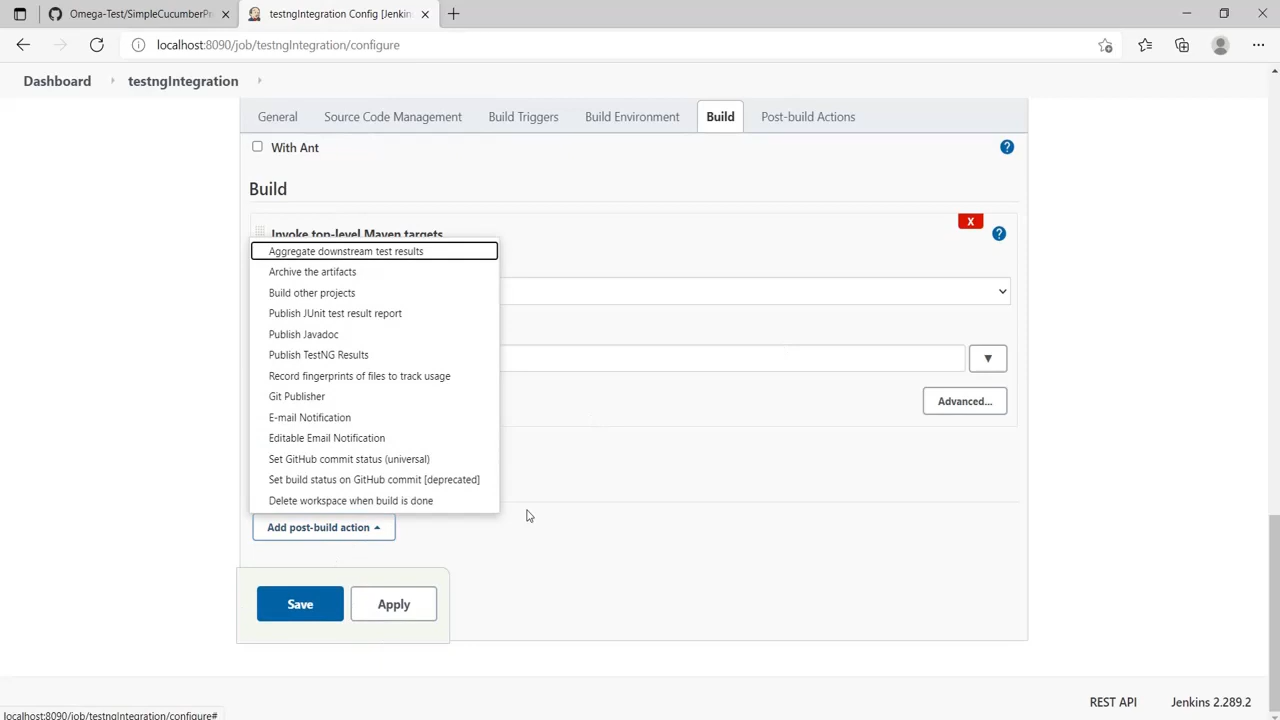 Omega-Test/SimpleCucumberPr
testngIntegration Config [Jenkin
localhost:8090/job/testngIntegration/configure
Dashboard
testngIntegration
General
Source Code Management
Build Triggers
Build Environment
Build
Post-build Actions
With Ant
Build
X
Invoke top-level Maven targets
Aggregate downstream test results
Archive the artifacts
Build other projects
Publish JUnit test result report
Publish Javadoc
Publish TestNG Results
Record fingerprints of files to track usage
Advanced...
Git Publisher
E-mail Notification
Editable Email Notification
Set GitHub commit status (universal)
Set build status on GitHub commit [deprecated]
Delete workspace when build is done
Add post-build action
Save
Apply
REST API
Jenkins 2.289.2
localhost:8090/job/testngIntegration/configure#